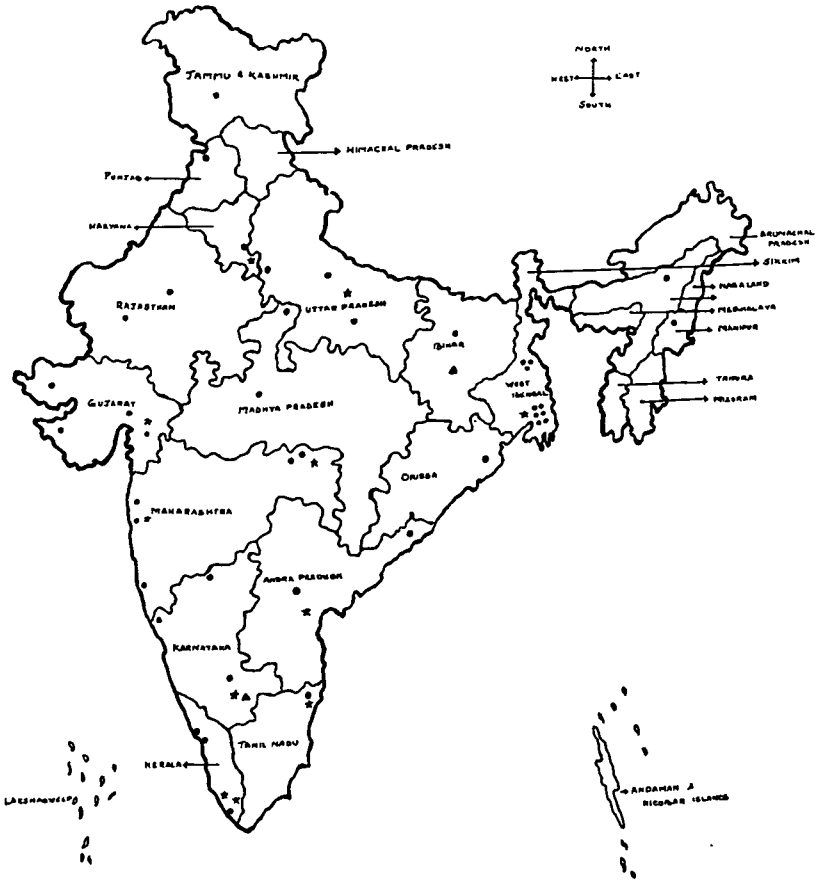 NORTH
WEST EAST
SOUTH
JAMMU & KASHMIR
HIMACHAL PRADESH
PUNJAB
HARYANA
ARUNACHAL
PRADESH
SIKKIM
NAGALAND
MEGHALAYA
MANIPUR
RAJASTHAN
UTTAR PRADESH
BIHAR
WEST
BENGAL
TRIPURA
MIZORAM
GUJARAT
MADHYA PRADESH
ORISSA
MAHARASHTRA
ANDRA PRADESH
KARNATAKA
TAMIL NADU
KERALA
LAKSHADWEEP
ANDAMAN &
NICOBAR ISLANDS